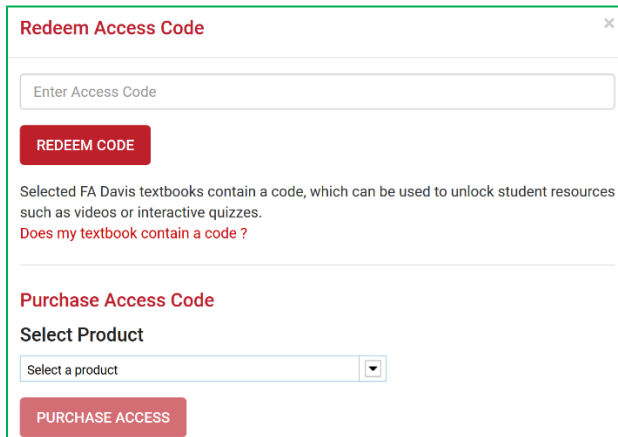 Redeem Access Code
×
Enter Access Code
REDEEM CODE
Selected FA Davis textbooks contain a code, which can be used to unlock student resources
such as videos or interactive quizzes.
Does my textbook contain a code ?
Purchase Access Code
Select Product
Select a product
PURCHASE ACCESS